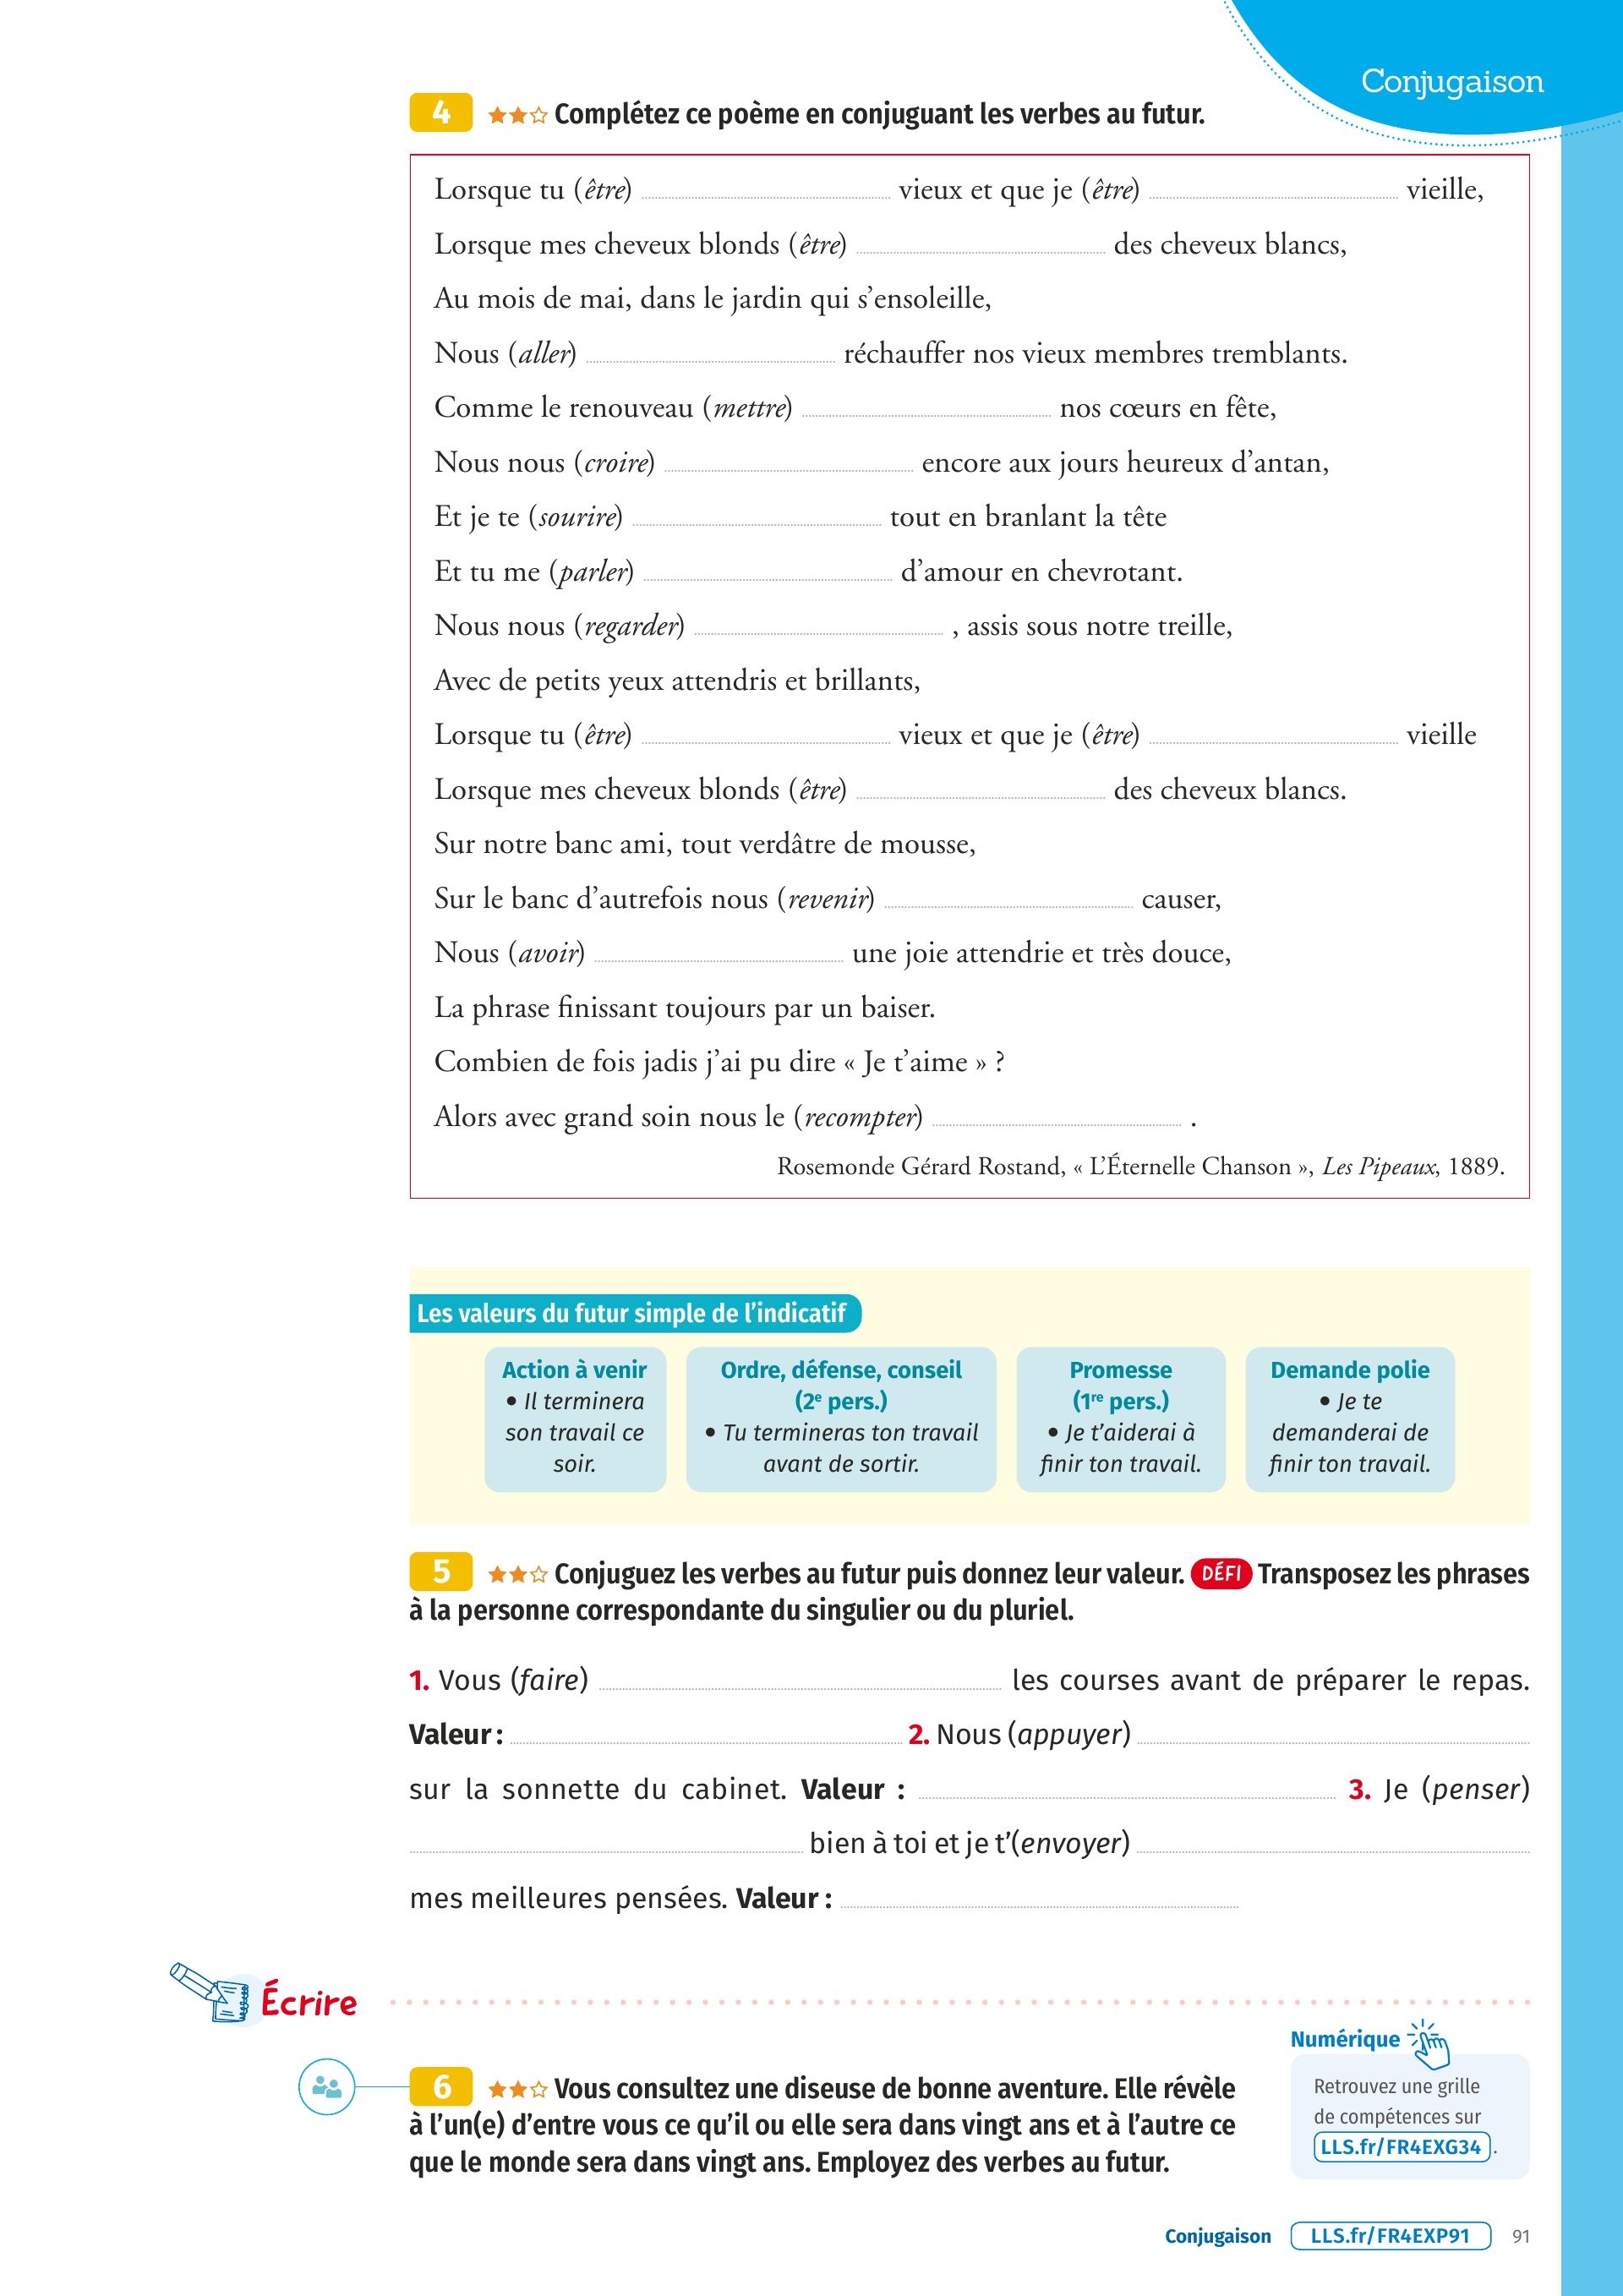 Conjugaison
4 ★★☆ Complétez ce poème en conjuguant les verbes au futur.
Lorsque tu (être) vieux et que je (être) vieille,
Lorsque mes cheveux blonds (être) des cheveux blancs,
Au mois de mai, dans le jardin qui s’ensoleille,
Nous (aller) réchauffer nos vieux membres tremblants.
Comme le renouveau (mettre) nos cœurs en fête,
Nous nous (croire) encore aux jours heureux d’antan,
Et je te (sourire) tout en branlant la tête
Et tu me (parler) d’amour en chevrotant.
Nous nous (regarder) , assis sous notre treille,
Avec de petits yeux attendris et brillants,
Lorsque tu (être) vieux et que je (être) vieille
Lorsque mes cheveux blonds (être) des cheveux blancs.
Sur notre banc ami, tout verdâtre de mousse,
Sur le banc d’autrefois nous (revenir) causer,
Nous (avoir) une joie attendrie et très douce,
La phrase finissant toujours par un baiser.
Combien de fois jadis j’ai pu dire « Je t’aime » ?
Alors avec grand soin nous le (recompter) .
Rosemonde Gérard Rostand, « L’Éternelle Chanson », Les Pipeaux, 1889.
Les valeurs du futur simple de l’indicatif
Action à venir
• Il terminera
son travail ce
soir.
Ordre, défense, conseil
(2e pers.)
• Tu termineras ton travail
avant de sortir.
Promesse
(1re pers.)
• Je t’aiderai à
finir ton travail.
Demande polie
• Je te
demanderai de
finir ton travail.
5 ★★☆ Conjuguez les verbes au futur puis donnez leur valeur. DÉFI Transposez les phrases
à la personne correspondante du singulier ou du pluriel.
1. Vous (faire) les courses avant de préparer le repas.
Valeur : 2. Nous (appuyer)
sur la sonnette du cabinet. Valeur : 3. Je (penser)
bien à toi et je t’(envoyer)
mes meilleures pensées. Valeur :
Écrire
6 ★★☆ Vous consultez une diseuse de bonne aventure. Elle révèle
à l’un(e) d’entre vous ce qu’il ou elle sera dans vingt ans et à l’autre ce
que le monde sera dans vingt ans. Employez des verbes au futur.
Numérique
Retrouvez une grille
de compétences sur
LLS.fr/FR4EXG34 .
Conjugaison LLS.fr/FR4EXP91 91